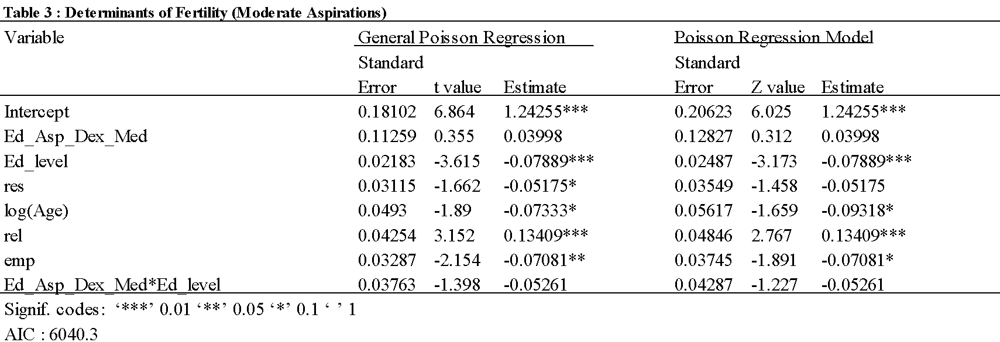 Table 3 : Determinants of Fertility (Moderate Aspirations)
Variable General Poisson Regression Poisson Regression Model
Standard Standard
Error t value Estimate Error Z value Estimate
Intercept 0.18102 6.864 1.24255*** 0.20623 6.025 1.24255***
Ed_Asp_Dex_Med 0.11259 0.355 0.03998 0.12827 0.312 0.03998
Ed_level 0.02183 -3.615 -0.07889*** 0.02487 -3.173 -0.07889***
res 0.03115 -1.662 -0.05175* 0.03549 -1.458 -0.05175
log(Age) 0.0493 -1.89 -0.07333* 0.05617 -1.659 -0.09318*
rel 0.04254 3.152 0.13409*** 0.04846 2.767 0.13409***
emp 0.03287 -2.154 -0.07081** 0.03745 -1.891 -0.07081*
Ed_Asp_Dex_Med*Ed_level 0.03763 -1.398 -0.05261 0.04287 -1.227 -0.05261
Signif. codes: ‘***’ 0.01 ‘**’ 0.05 ‘*’ 0.1 ‘ ’ 1
AIC : 6040.3